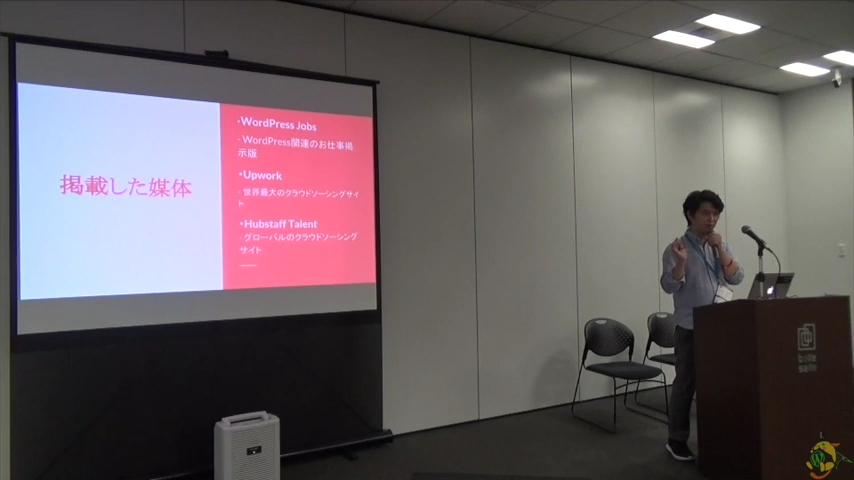 掲載した媒体
・WordPress Jobs
- WordPress関連のお仕事掲
示版
・Upwork
- 世界最大のクラウドソーシングサイ
ト
・Hubstaff Talent
- グローバルのクラウドソーシング
サイト